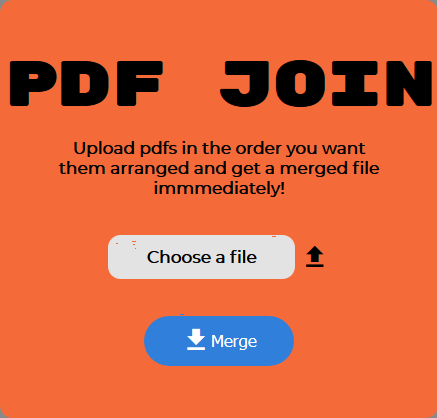 PDF JOIN
Upload pdfs in the order you want
them arranged and get a merged file
immmediately!
Choose a file
Merge